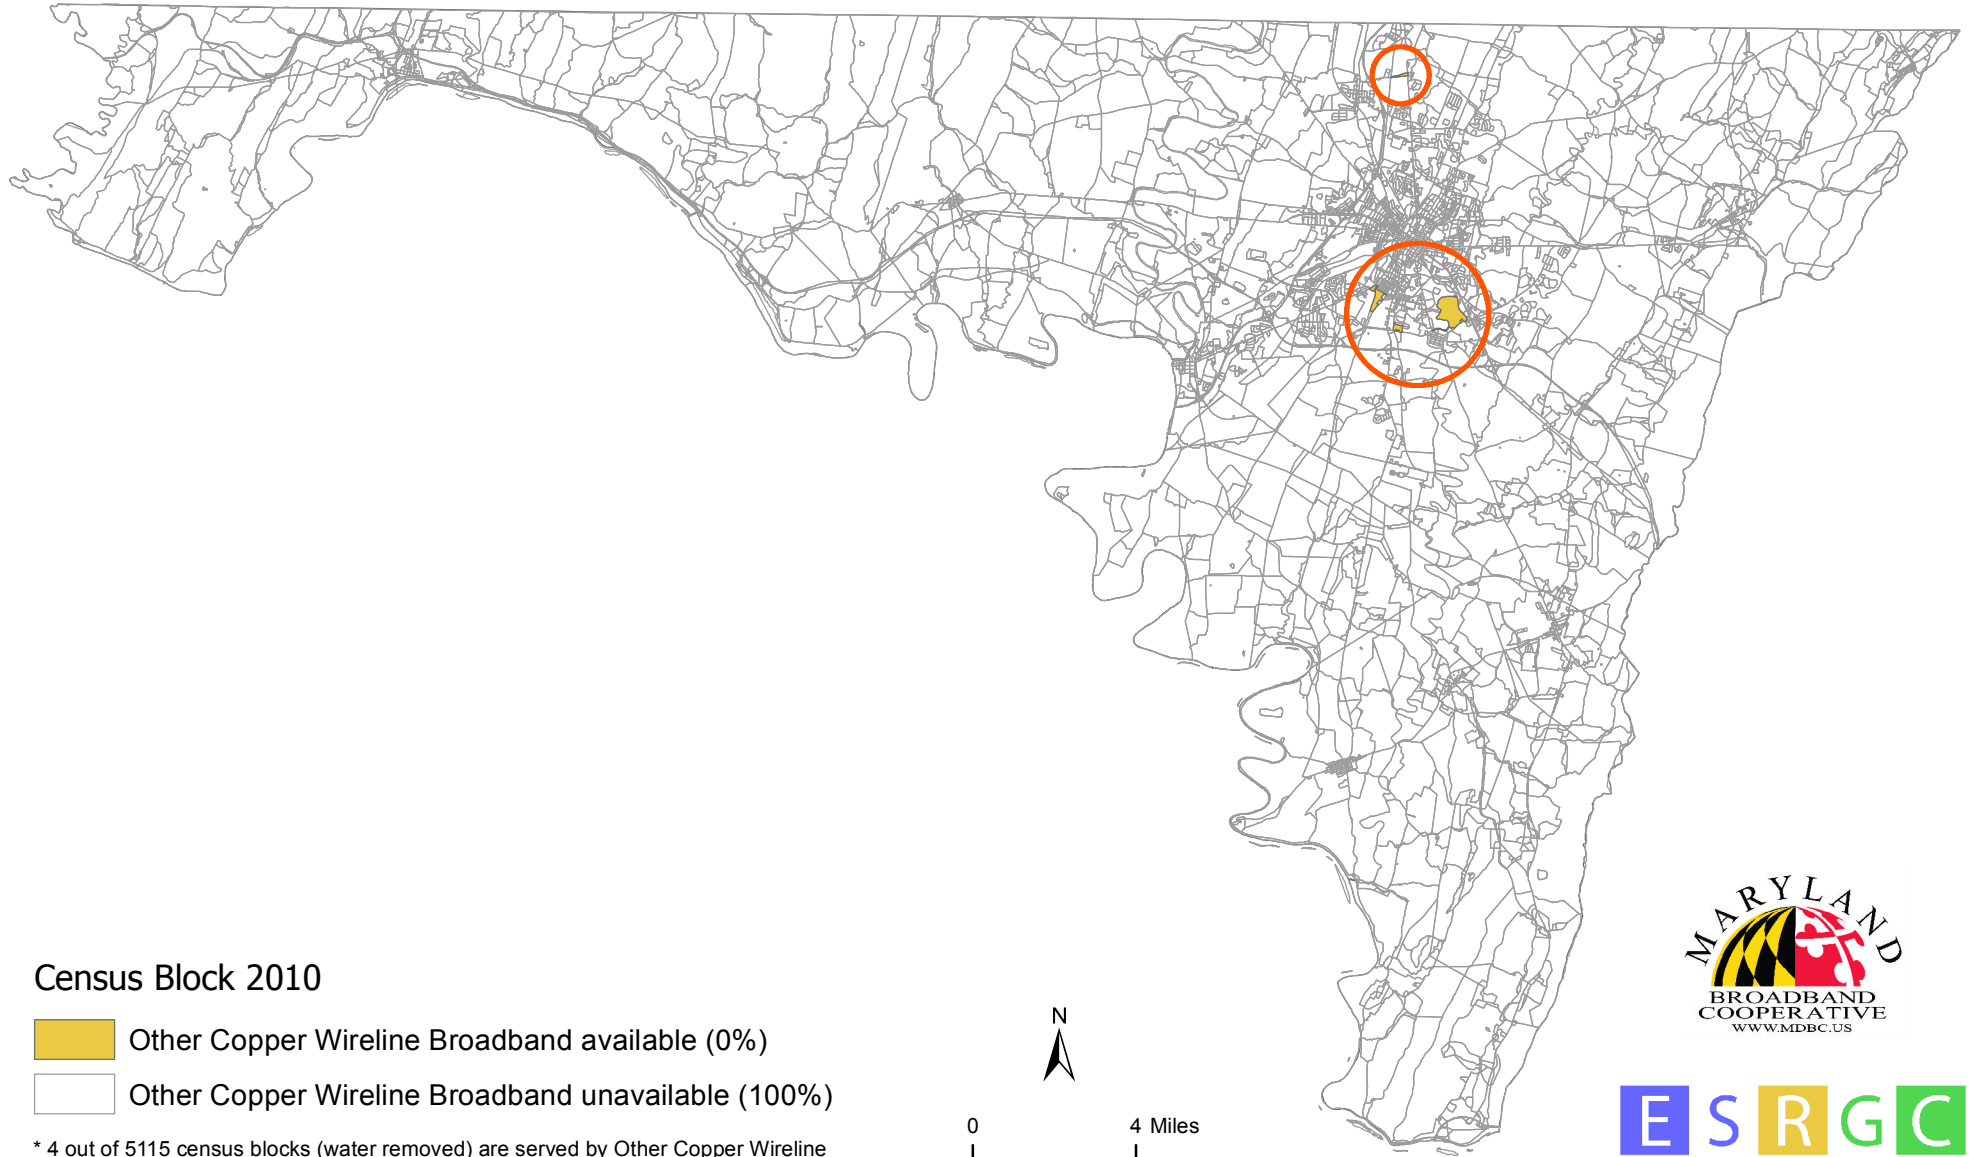 Census Block 2010
Other Copper Wireline Broadband available (0%)
Other Copper Wireline Broadband unavailable (100%)
* 4 out of 5115 census blocks (water removed) are served by Other Copper Wireline
N
0 4 Miles
MARYLAND
BROADBAND
COOPERATIVE
WWW.MDBC.US
E S R G C